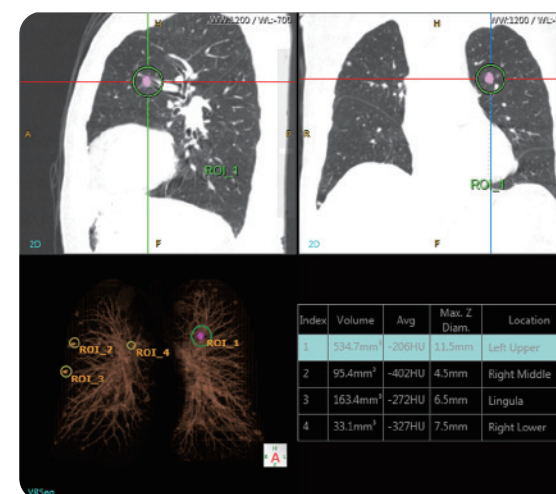 H WW:1200 / WL:-700
H WW:1200 / WL:-700
A
R
ROI_1
ROI_1
2D F
2D F
ROI_1
ROI_2
ROI_4
ROI_3
A
VRSeg
Index Volume Avg Max. Z Diam. Location
1 534.7mm³ -206HU 11.5mm Left Upper
2 95.4mm³ -402HU 4.5mm Right Middle
3 163.4mm³ -272HU 6.5mm Lingula
4 33.1mm³ -327HU 7.5mm Right Lower